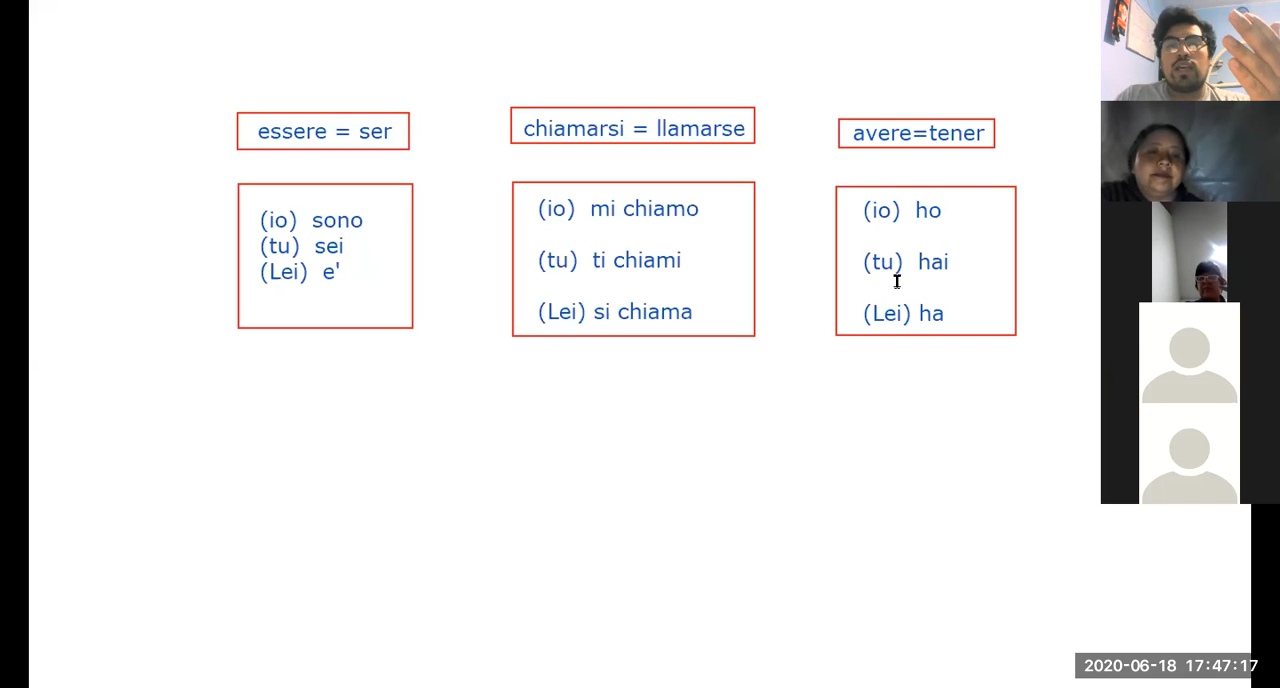 essere = ser
(io) sono
(tu) sei
(Lei) e'
chiamarsi = llamarse
(io) mi chiamo
(tu) ti chiami
(Lei) si chiama
avere=tener
(io) ho
(tu) hai
(Lei) ha
2020-06-18 17:47:17